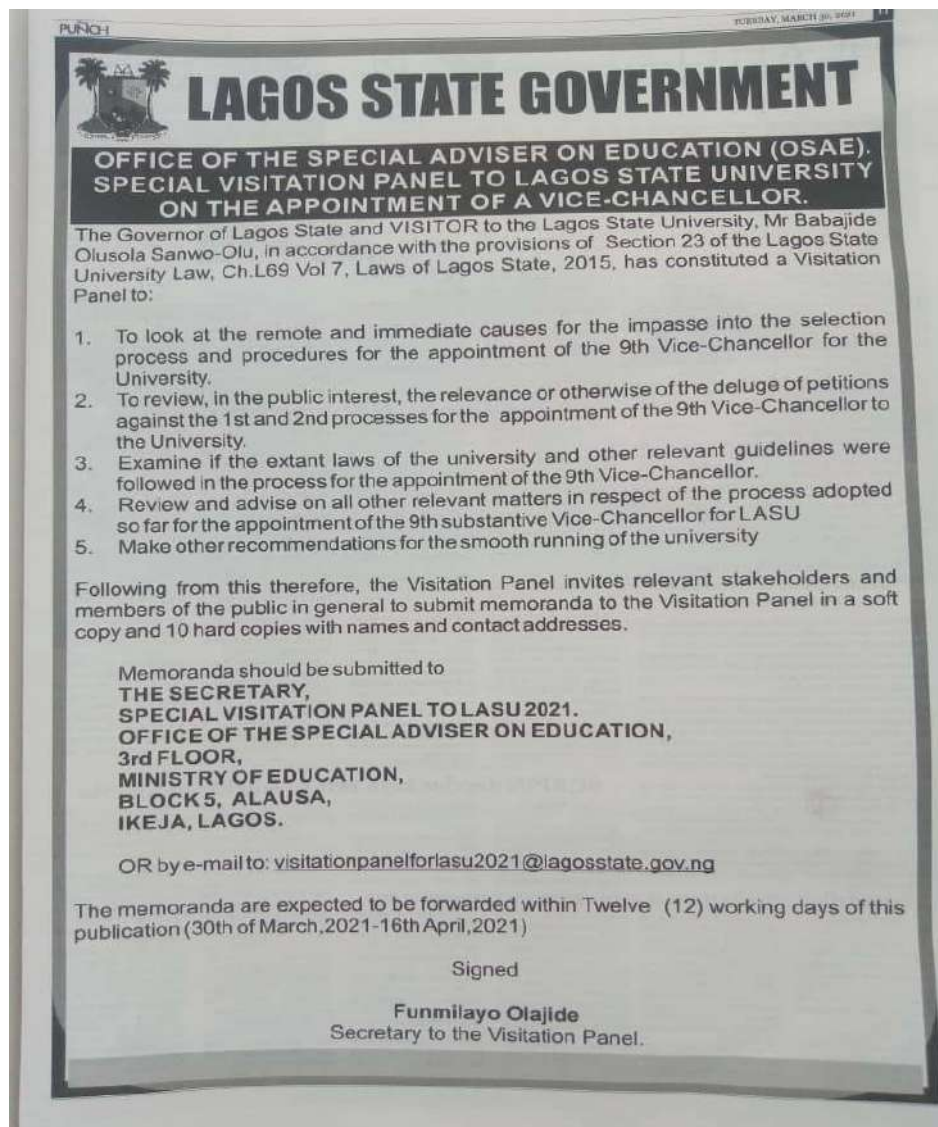 PUNCH
TUESDAY, MARCH 30, 2021
LAGOS STATE GOVERNMENT
OFFICE OF THE SPECIAL ADVISER ON EDUCATION (OSAE).
SPECIAL VISITATION PANEL TO LAGOS STATE UNIVERSITY
ON THE APPOINTMENT OF A VICE-CHANCELLOR.
The Governor of Lagos State and VISITOR to the Lagos State University, Mr Babajide
Olusola Sanwo-Olu, in accordance with the provisions of Section 23 of the Lagos State
University Law, Ch.L69 Vol 7, Laws of Lagos State, 2015, has constituted a Visitation
Panel to:
1. To look at the remote and immediate causes for the impasse into the selection
process and procedures for the appointment of the 9th Vice-Chancellor for the
University.
2. To review, in the public interest, the relevance or otherwise of the deluge of petitions
against the 1st and 2nd processes for the appointment of the 9th Vice-Chancellor to
the University.
3. Examine if the extant laws of the university and other relevant guidelines were
followed in the process for the appointment of the 9th Vice-Chancellor.
4. Review and advise on all other relevant matters in respect of the process adopted
so far for the appointment of the 9th substantive Vice-Chancellor for LASU
5. Make other recommendations for the smooth running of the university
Following from this therefore, the Visitation Panel invites relevant stakeholders and
members of the public in general to submit memoranda to the Visitation Panel in a soft
copy and 10 hard copies with names and contact addresses.
Memoranda should be submitted to
THE SECRETARY,
SPECIAL VISITATION PANEL TO LASU 2021.
OFFICE OF THE SPECIAL ADVISER ON EDUCATION,
3rd FLOOR,
MINISTRY OF EDUCATION,
BLOCK 5, ALAUSA,
IKEJA, LAGOS.
OR by e-mail to: visitationpanelforlasu2021@lagosstate.gov.ng
The memoranda are expected to be forwarded within Twelve (12) working days of this
publication (30th of March,2021-16th April,2021)
Signed
Funmilayo Olajide
Secretary to the Visitation Panel.